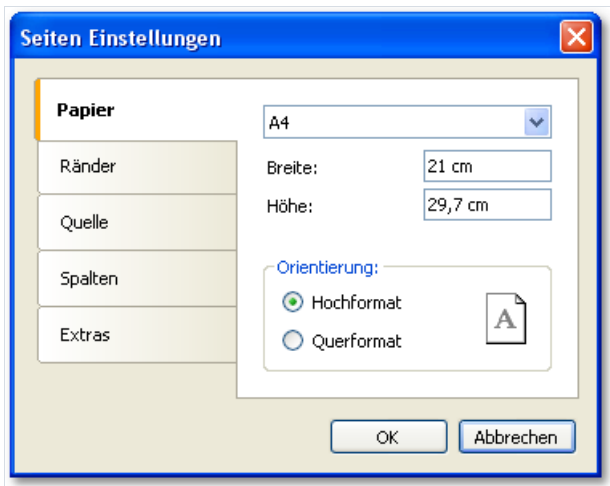 Seiten Einstellungen
Papier
Ränder
Quelle
Spalten
Extras
A4
Breite: 21 cm
Höhe: 29,7 cm
Orientierung:
Hochformat
Querformat
A
OK Abbrechen